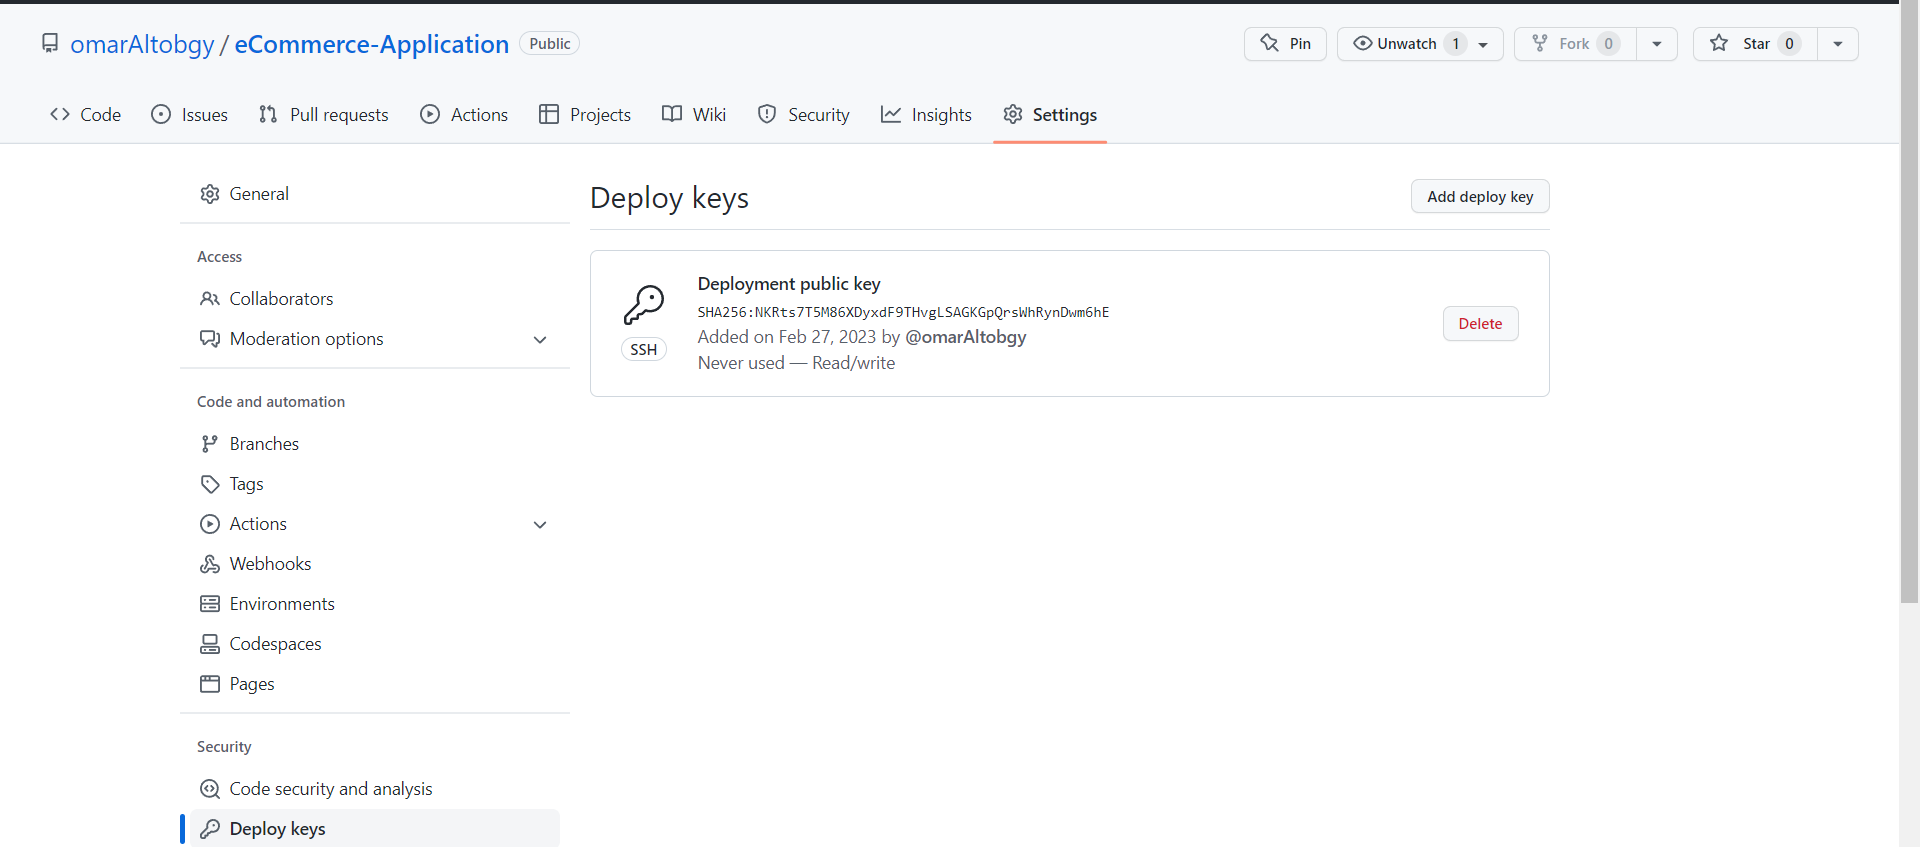 omarAltobgy / eCommerce-Application Public
Pin
Unwatch 1
Fork 0
Star 0
Code Issues Pull requests Actions Projects Wiki Security Insights Settings
General
Access
Collaborators
Moderation options
Code and automation
Branches
Tags
Actions
Webhooks
Environments
Codespaces
Pages
Security
Code security and analysis
Deploy keys
Deploy keys
Add deploy key
SSH
Deployment public key
SHA256:NKRts7T5M86XDyxdF9THvgLSAGKGpQrsWhRynDwm6hE
Added on Feb 27, 2023 by @omarAltobgy
Never used — Read/write
Delete